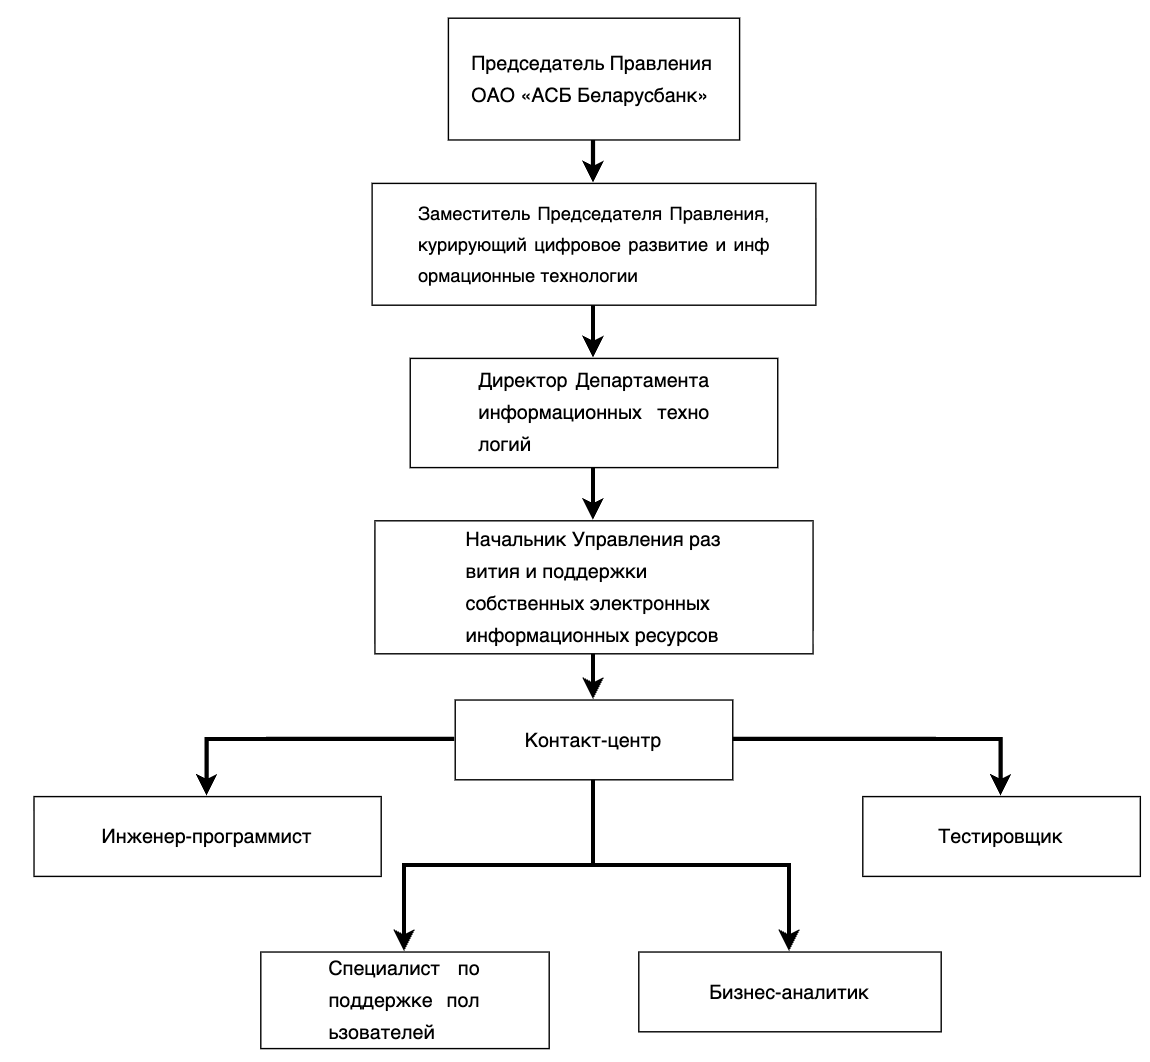 Председатель Правления
ОАО «АСБ Беларусбанк»
Заместитель Председателя Правления,
курирующий цифровое развитие и инф
ормационные технологии
Директор Департамента
информационных техно
логий
Начальник Управления раз
вития и поддержки
собственных электронных
информационных ресурсов
Контакт-центр
Инженер-программист
Тестировщик
Специалист по
поддержке пол
ьзователей
Бизнес-аналитик